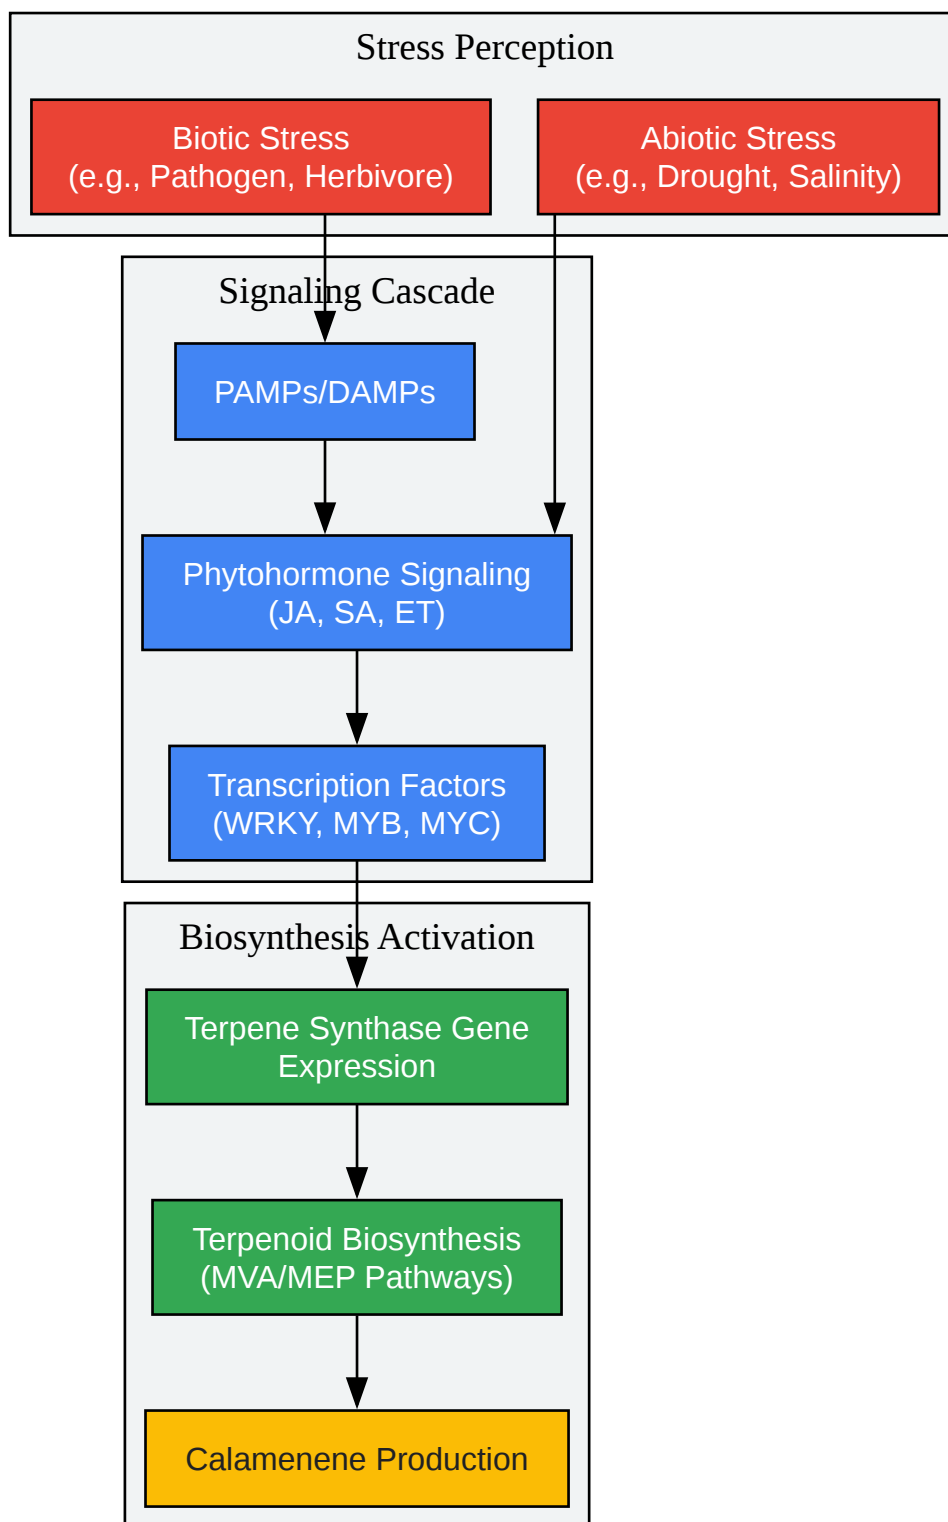 Stress Perception
Biotic Stress
(e.g., Pathogen, Herbivore)
Abiotic Stress
(e.g., Drought, Salinity)
Signaling Cascade
PAMPs/DAMPs
Phytohormone Signaling
(JA, SA, ET)
Transcription Factors
(WRKY, MYB, MYC)
Biosynthesis Activation
Terpene Synthase Gene
Expression
Terpenoid Biosynthesis
(MVA/MEP Pathways)
Calamenene Production